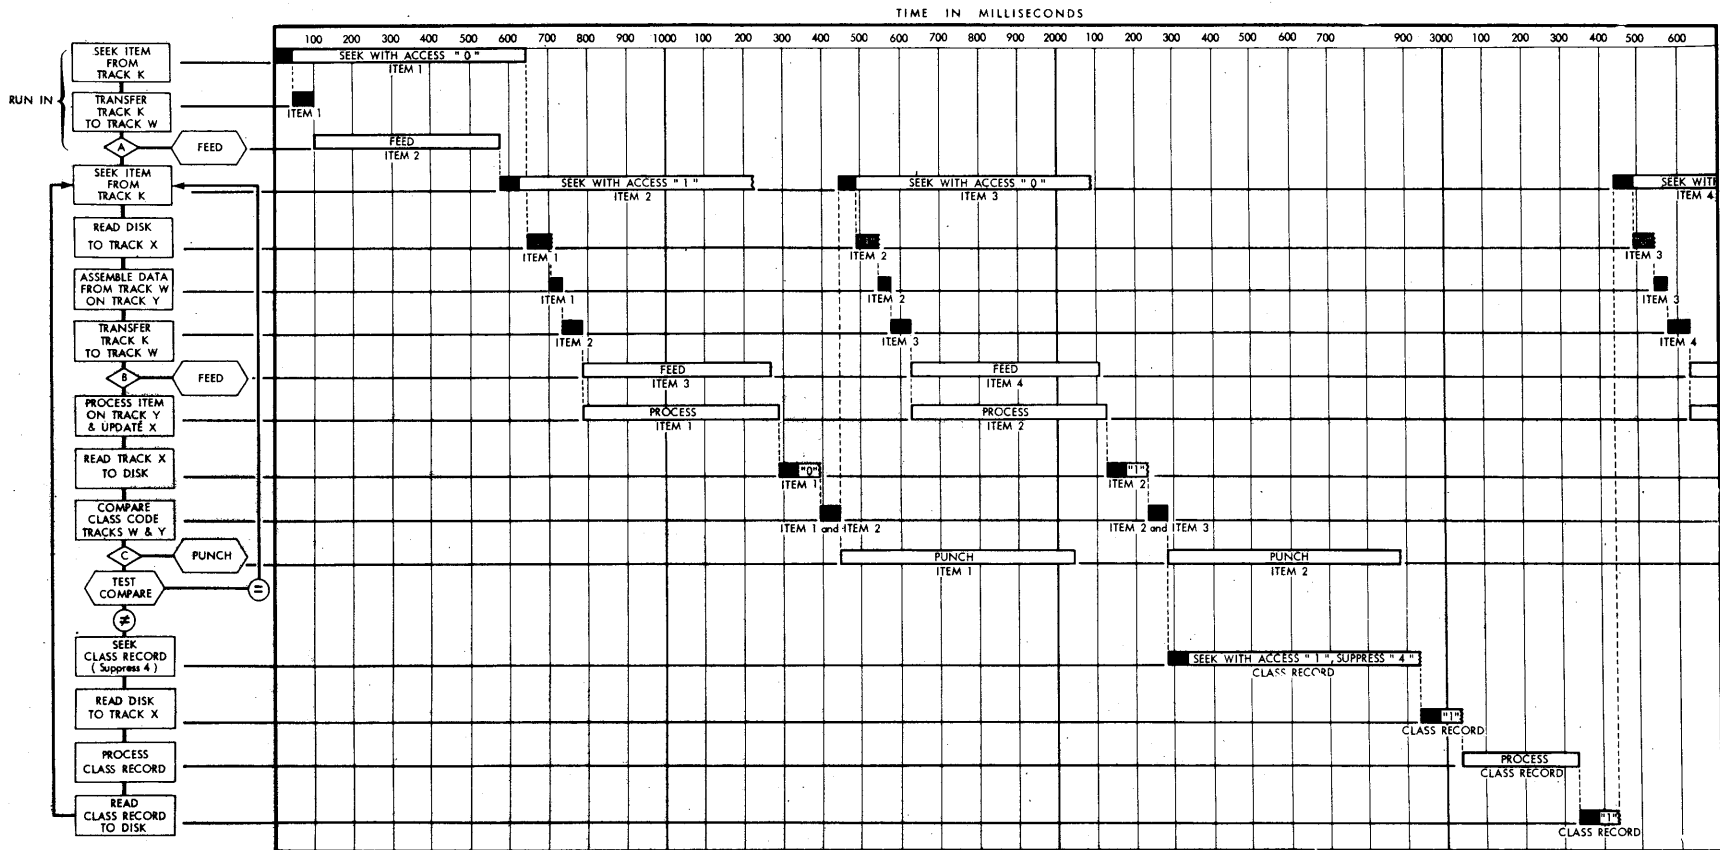 TIME IN MILLISECONDS
100 200 300 400 500 600 700 800 900 1000 100 200 300 400 500 600 700 800 900 2000 100 200 300 400 500 600 700 800 900 3000 100 200 300 400 500 600
RUN IN
SEEK ITEM
FROM
TRACK K
SEEK WITH ACCESS "0"
ITEM 1
TRANSFER
TRACK K
TO TRACK W
ITEM 1
A
FEED
FEED
ITEM 2
SEEK ITEM
FROM
TRACK K
SEEK WITH ACCESS "1"
ITEM 2
SEEK WITH ACCESS "0"
ITEM 3
SEEK WITH
ITEM 4
READ DISK
TO TRACK X
ITEM 1
ITEM 2
ITEM 3
ASSEMBLE DATA
FROM TRACK W
ON TRACK Y
ITEM 1
ITEM 2
ITEM 3
TRANSFER
TRACK K
TO TRACK W
ITEM 2
ITEM 3
ITEM 4
B
FEED
FEED
ITEM 3
FEED
ITEM 4
PROCESS ITEM
ON TRACK Y
& UPDATE X
PROCESS
ITEM 1
PROCESS
ITEM 2
READ TRACK X
TO DISK
"0"
ITEM 1
"1"
ITEM 2
COMPARE
CLASS CODE
TRACKS W & Y
ITEM 1 and ITEM 2
ITEM 2 and ITEM 3
C
PUNCH
PUNCH
ITEM 1
PUNCH
ITEM 2
TEST
COMPARE
=
≠
SEEK
CLASS RECORD
(Suppress 4)
SEEK WITH ACCESS "1", SUPPRESS "4"
CLASS RECORD
READ DISK
TO TRACK X
"1"
CLASS RECORD
PROCESS
CLASS RECORD
PROCESS
CLASS RECORD
READ
CLASS RECORD
TO DISK
"1"
CLASS RECORD